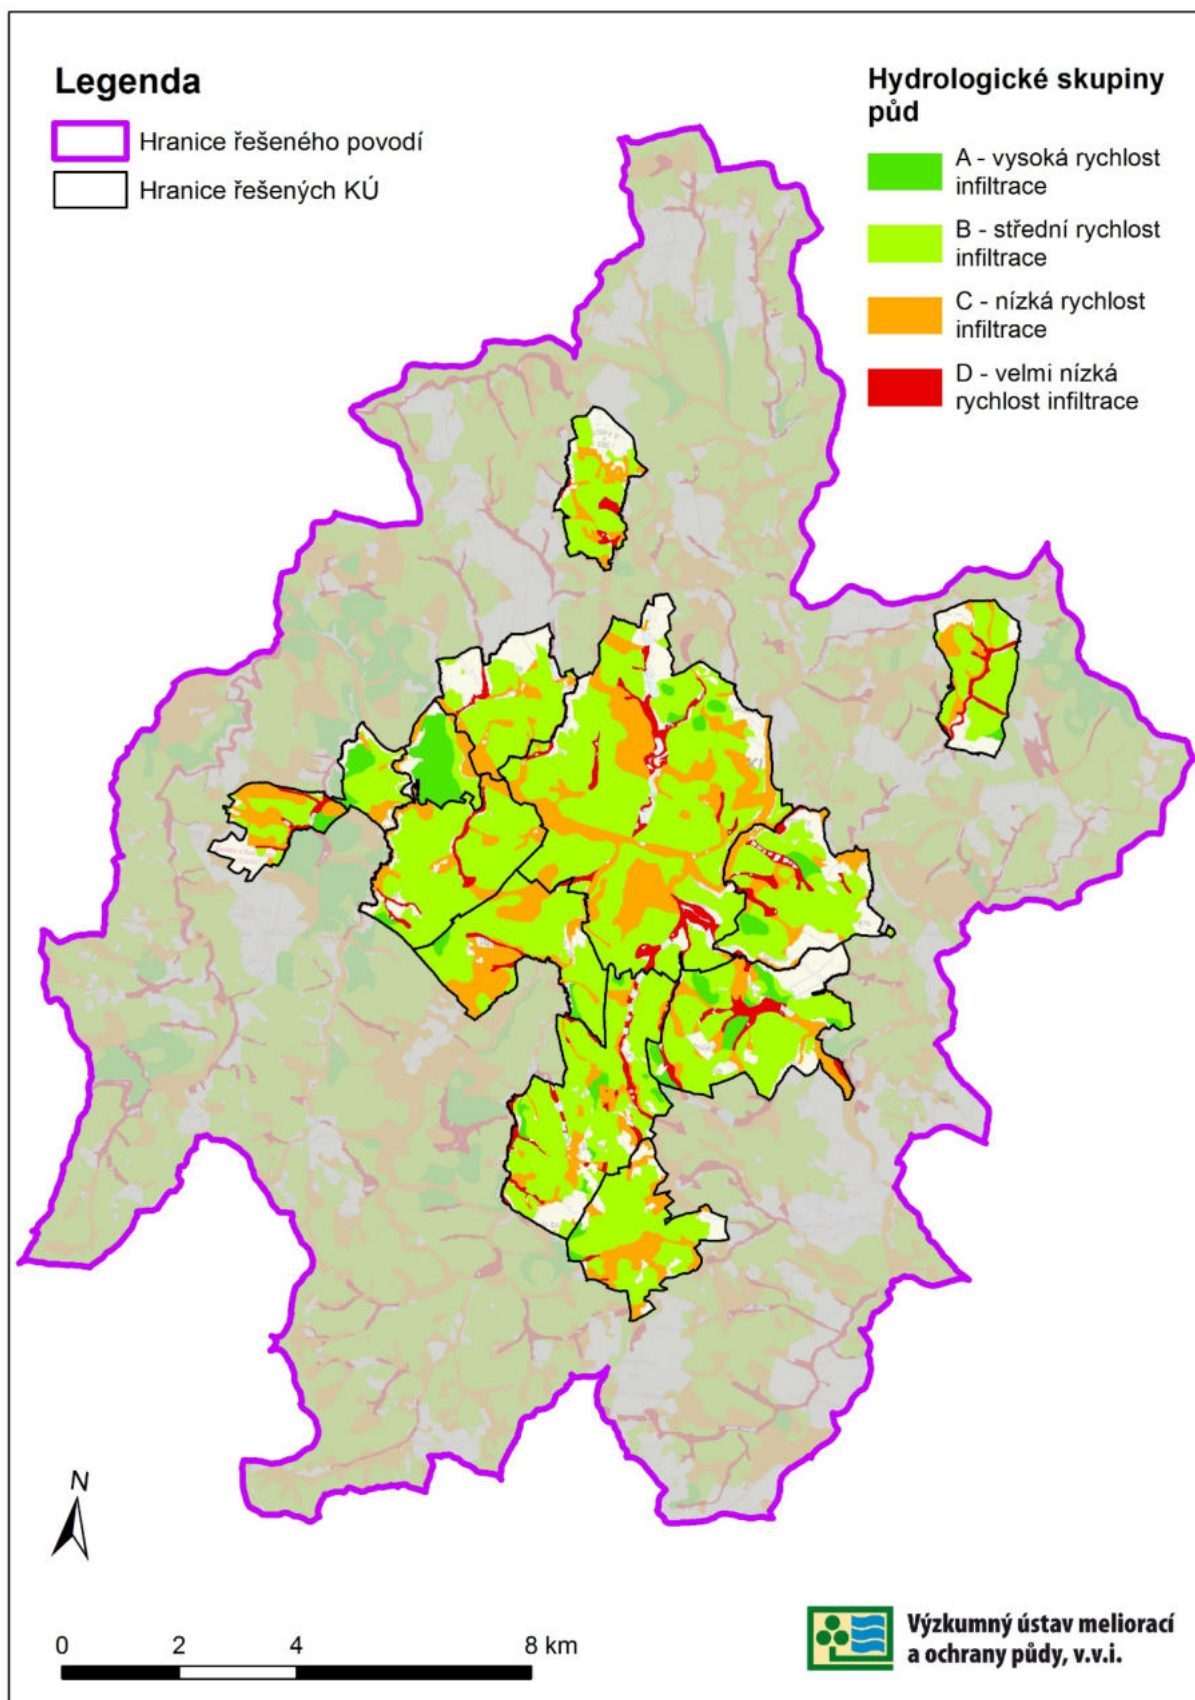 Legenda
Hranice řešeného povodí
Hranice řešených KÚ
Hydrologické skupiny
půd
A - vysoká rychlost
infiltrace
B - střední rychlost
infiltrace
C - nízká rychlost
infiltrace
D - velmi nízká
rychlost infiltrace
N
0 2 4 8 km
Výzkumný ústav meliorací
a ochrany půdy, v.v.i.